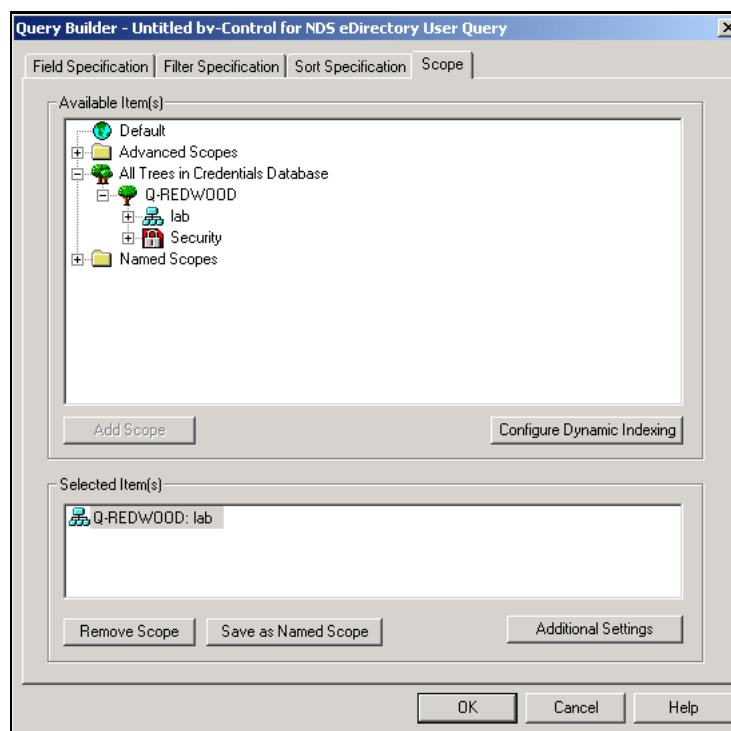 Query Builder - Untitled bv-Control for NDS eDirectory User Query
Field Specification Filter Specification Sort Specification Scope
Available Item(s)
Default
Advanced Scopes
All Trees in Credentials Database
Q-REDWOOD
lab
Security
Named Scopes
Add Scope Configure Dynamic Indexing
Selected Item(s)
Q-REDWOOD: lab
Remove Scope Save as Named Scope Additional Settings
OK Cancel Help